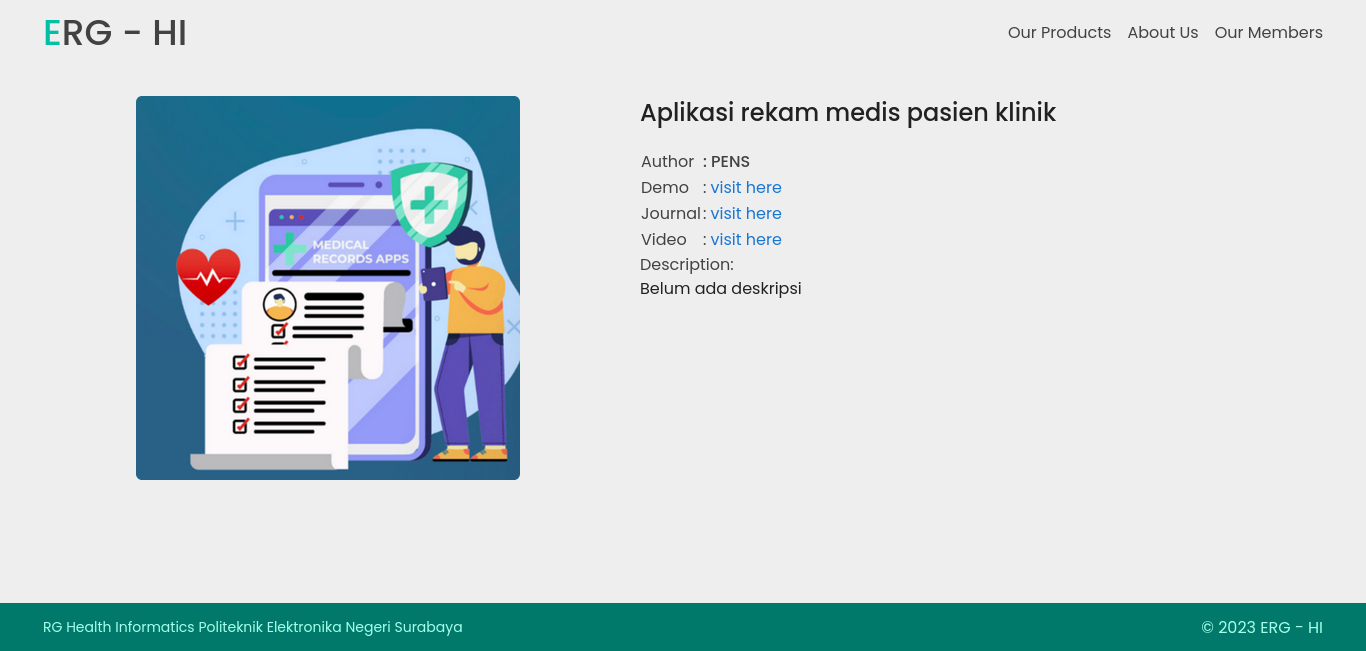 ERG - HI
Our Products About Us Our Members
MEDICAL
RECORDS APPS
Aplikasi rekam medis pasien klinik
Author : PENS
Demo : visit here
Journal : visit here
Video : visit here
Description:
Belum ada deskripsi
RG Health Informatics Politeknik Elektronika Negeri Surabaya
© 2023 ERG - HI